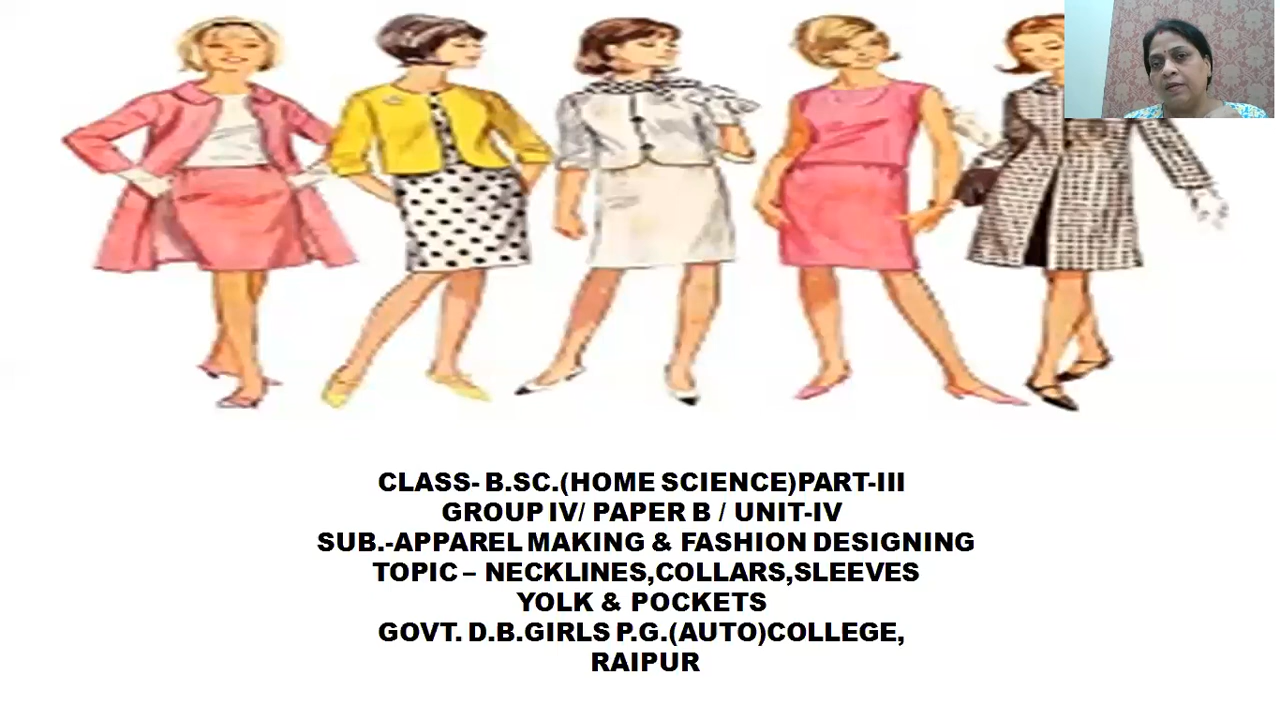 CLASS- B.SC.(HOME SCIENCE)PART-III
GROUP IV/ PAPER B / UNIT-IV
SUB.-APPAREL MAKING & FASHION DESIGNING
TOPIC – NECKLINES,COLLARS,SLEEVES
YOLK & POCKETS
GOVT. D.B.GIRLS P.G.(AUTO)COLLEGE,
RAIPUR